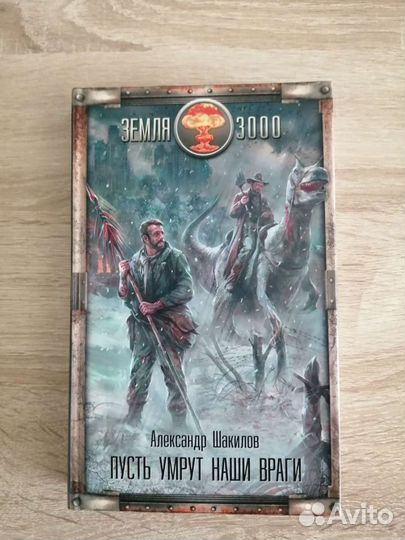 ЗЕМЛЯ 3000
Александр Шакилов
ПУСТЬ УМРУТ НАШИ ВРАГИ
Avito